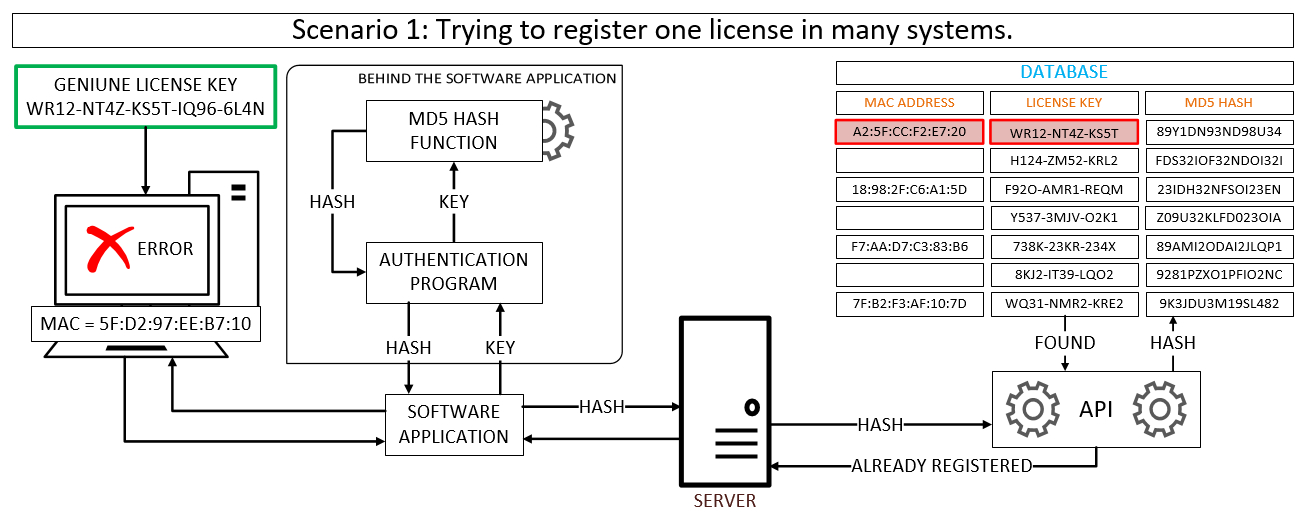 Scenario 1: Trying to register one license in many systems.
GENIUNE LICENSE KEY
WR12-NT4Z-KS5T-IQ96-6L4N
ERROR
MAC = 5F:D2:97:EE:B7:10
BEHIND THE SOFTWARE APPLICATION
MD5 HASH
FUNCTION
HASH
KEY
AUTHENTICATION
PROGRAM
HASH
KEY
SOFTWARE
APPLICATION
HASH
SERVER
HASH
ALREADY REGISTERED
DATABASE
MAC ADDRESS LICENSE KEY MD5 HASH
A2:5F:CC:F2:E7:20 WR12-NT4Z-KS5T 89Y1DN93ND98U34
H124-ZM52-KRL2 FDS32IOF32NDOI32I
18:98:2F:C6:A1:5D F92O-AMR1-REQM 23IDH32NFSOI23EN
Y537-3MJV-O2K1 Z09U32KLFD023OIA
F7:AA:D7:C3:83:B6 738K-23KR-234X 89AMI2ODAI2JLQP1
8KJ2-IT39-LQO2 9281PZXO1PFIO2NC
7F:B2:F3:AF:10:7D WQ31-NMR2-KRE2 9K3JDU3M19SL482
FOUND
HASH
API